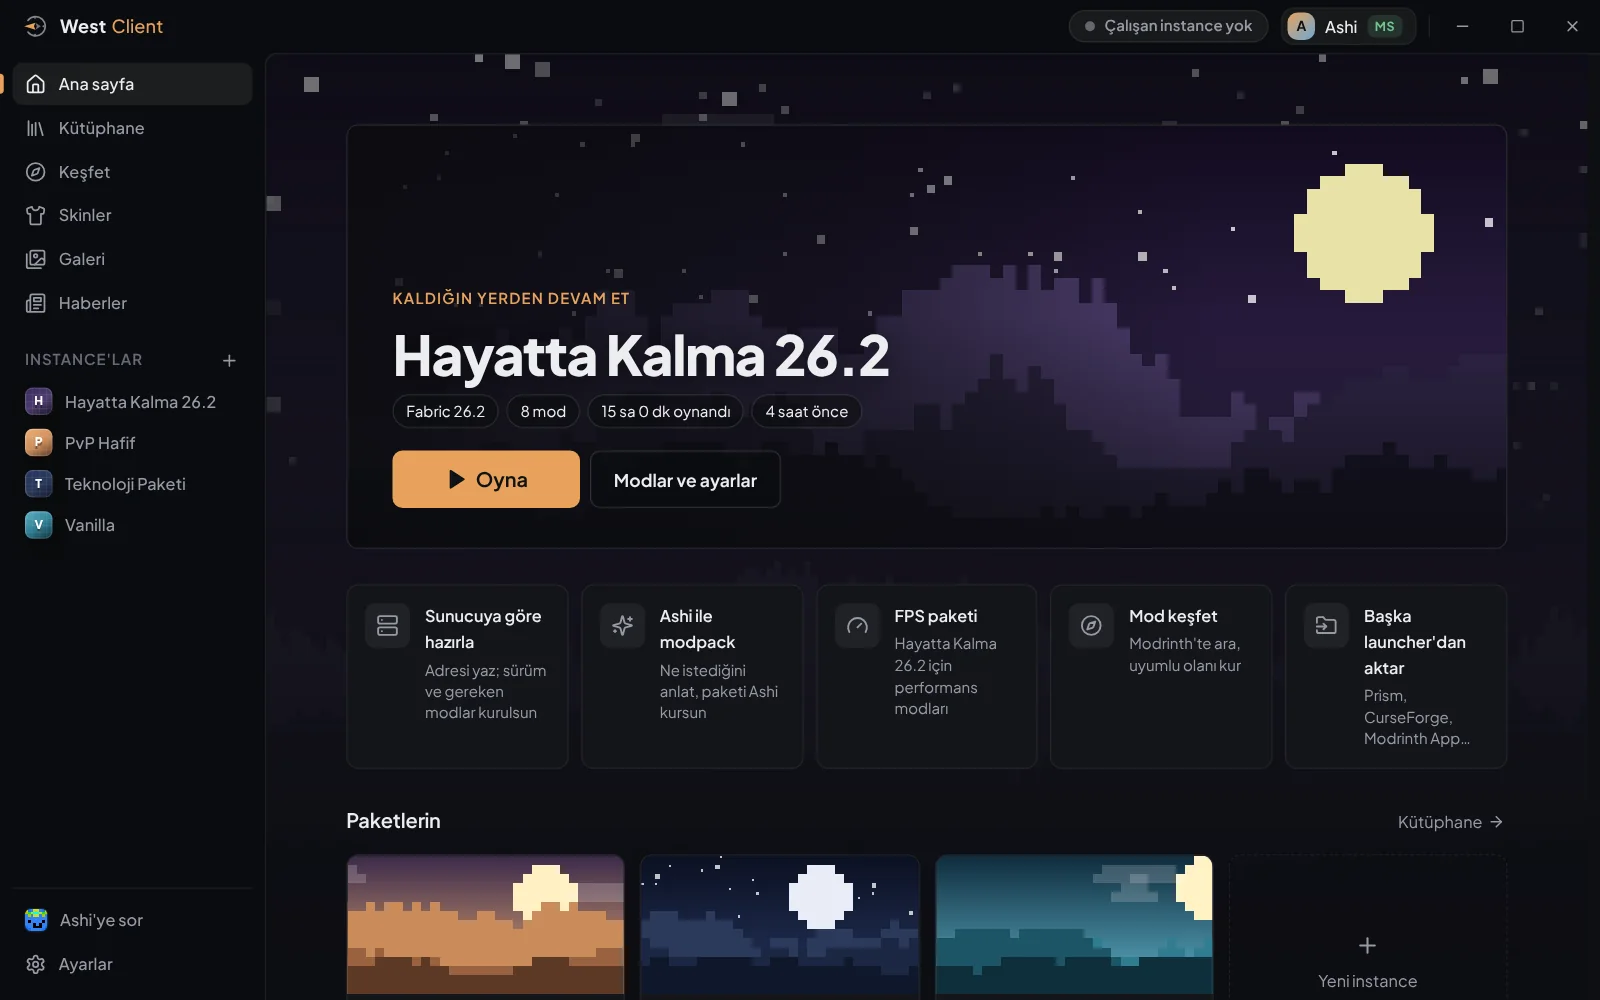 West Client
Çalışan instance yok
A
Ashi
MS
Ana sayfa
Kütüphane
Keşfet
Skinler
Galeri
Haberler
INSTANCE'LAR
H
Hayatta Kalma 26.2
P
PvP Hafif
T
Teknoloji Paketi
V
Vanilla
Ashi'ye sor
Ayarlar
KALDIĞIN YERDEN DEVAM ET
Hayatta Kalma 26.2
Fabric 26.2
8 mod
15 sa 0 dk oynandı
4 saat önce
Oyna
Modlar ve ayarlar
Sunucuya göre
hazırla
Adresi yaz; sürüm
ve gereken
modlar kurulsun
Ashi ile
modpack
Ne istediğini
anlat, paketi Ashi
kursun
FPS paketi
Hayatta Kalma
26.2 için
performans
modları
Mod keşfet
Modrinth'te ara,
uyumlu olanı kur
Başka
launcher'dan
aktar
Prism,
CurseForge,
Modrinth App...
Paketlerin
Kütüphane
Yeni instance